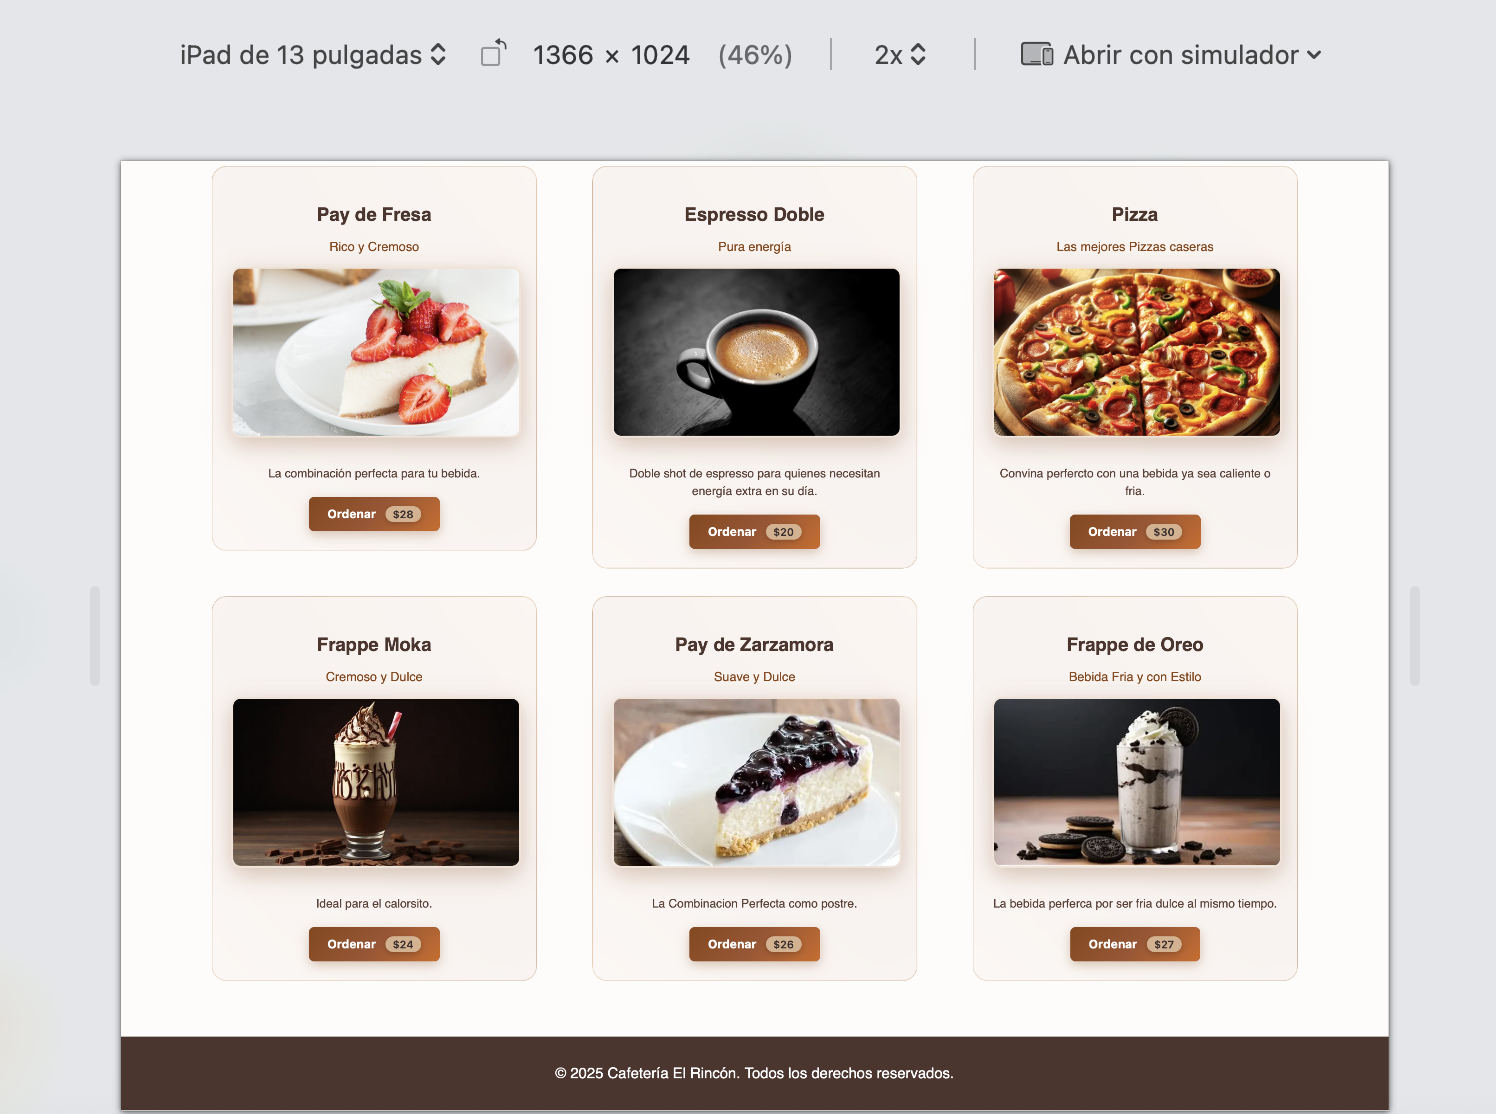 iPad de 13 pulgadas 1366 × 1024 (46%) 2x Abrir con simulador
Pay de Fresa
Rico y Cremoso
La combinación perfecta para tu bebida.
Ordenar $28
Espresso Doble
Pura energía
Doble shot de espresso para quienes necesitan
energía extra en su día.
Ordenar $20
Pizza
Las mejores Pizzas caseras
Convina perfercto con una bebida ya sea caliente o
fria.
Ordenar $30
Frappe Moka
Cremoso y Dulce
Ideal para el calorsito.
Ordenar $24
Pay de Zarzamora
Suave y Dulce
La Combinacion Perfecta como postre.
Ordenar $26
Frappe de Oreo
Bebida Fria y con Estilo
La bebida perferca por ser fria dulce al mismo tiempo.
Ordenar $27
© 2025 Cafetería El Rincón. Todos los derechos reservados.